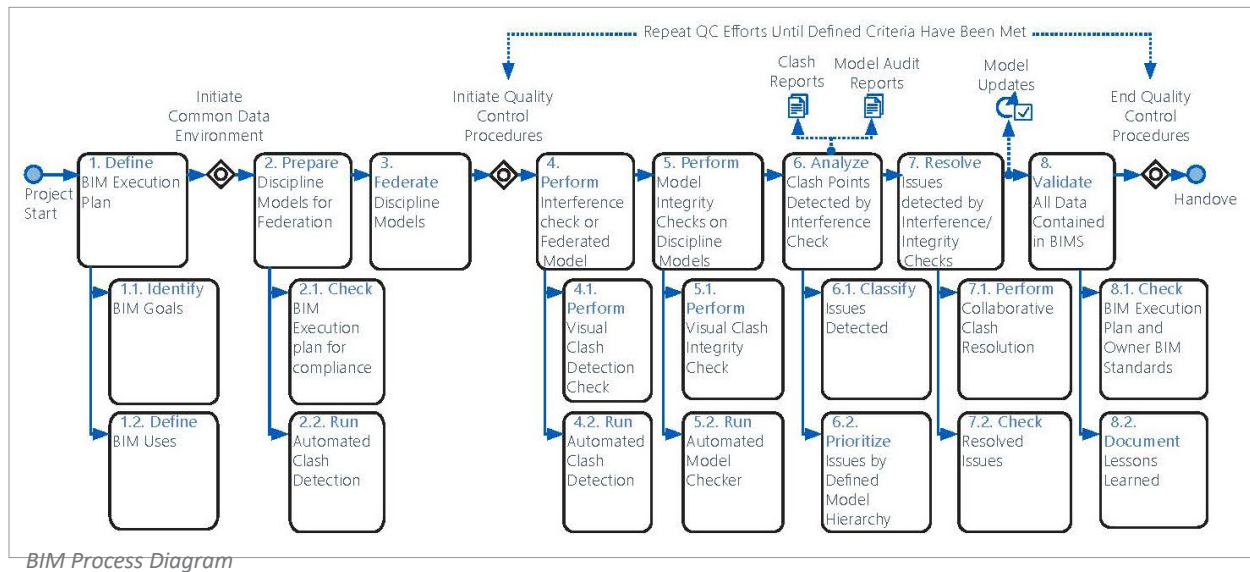 Repeat QC Efforts Until Defined Criteria Have Been Met
Clash
Reports
Model Audit
Reports
Model
Updates
Initiate
Common Data
Environment
Initiate Quality
Control
Procedures
End Quality
Control
Procedures
Project
Start
1. Define
BIM Execution
Plan
2. Prepare
Discipline
Models for
Federation
3.
Federate
Discipline
Models
4.
Perform
Interference
check or
Federated
Model
5. Perform
Model
Integrity
Checks on
Discipline
Models
6. Analyze
Clash Points
Detected by
Interference
Check
7. Resolve
Issues
detected by
Interference/
Integrity
Checks
8.
Validate
All Data
Contained
in BIMS
Handove
1.1. Identify
BIM Goals
2.1. Check
BIM
Execution
plan for
compliance
4.1.
Perform
Visual
Clash
Detection
Check
5.1.
Perform
Visual Clash
Integrity
Check
6.1. Classify
Issues
Detected
7.1. Perform
Collaborative
Clash
Resolution
8.1. Check
BIM Execution
Plan and
Owner BIM
Standards
1.2. Define
BIM Uses
2.2. Run
Automated
Clash
Detection
4.2. Run
Automated
Clash
Detection
5.2. Run
Automated
Model
Checker
6.2.
Prioritize
Issues by
Defined
Model
Hierarchy
7.2. Check
Resolved
Issues
8.2.
Document
Lessons
Learned
BIM Process Diagram